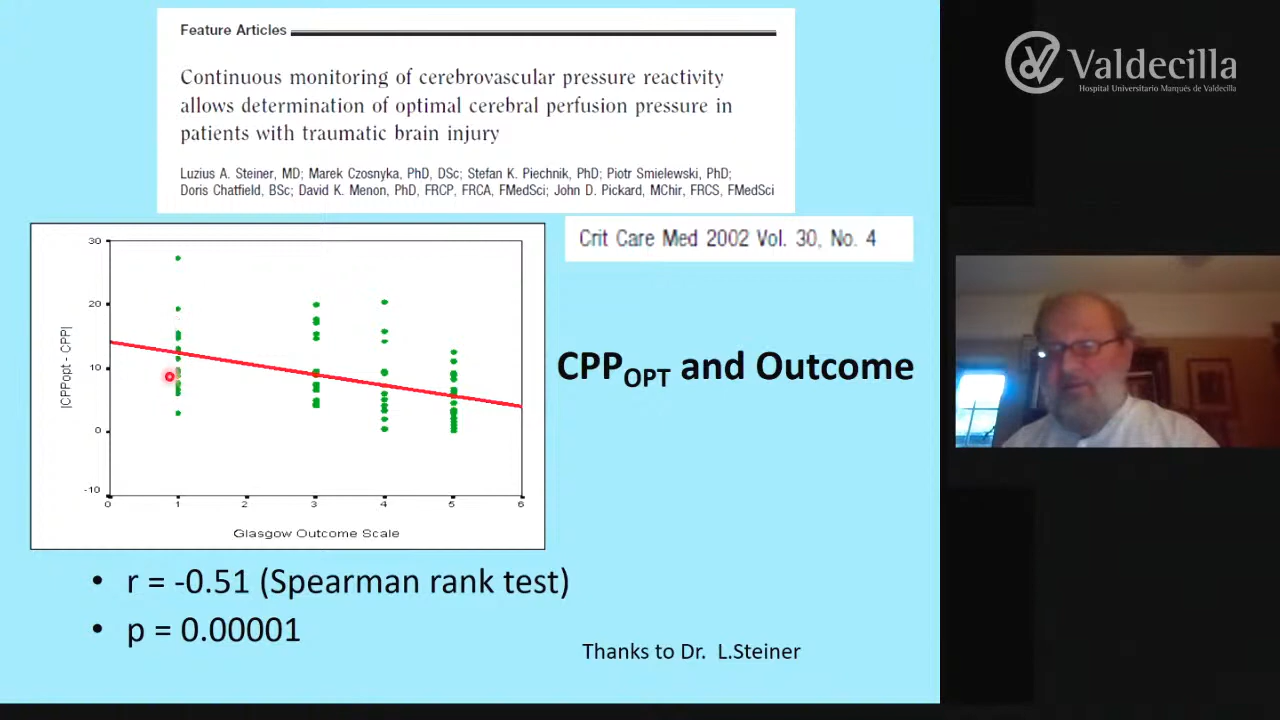 Feature Articles
Continuous monitoring of cerebrovascular pressure reactivity
allows determination of optimal cerebral perfusion pressure in
patients with traumatic brain injury
Luzius A. Steiner, MD; Marek Czosnyka, PhD, DSc; Stefan K. Piechnik, PhD; Piotr Smielewski, PhD;
Doris Chatfield, BSc; David K. Menon, PhD, FRCP, FRCA, FMedSci; John D. Pickard, MChir, FRCS, FMedSci
Crit Care Med 2002 Vol. 30, No. 4
30
20
10
0
-10
|CPPopt - CPP|
0 1 2 3 4 5 6
Glasgow Outcome Scale
CPPOPT and Outcome
• r = -0.51 (Spearman rank test)
• p = 0.00001
Thanks to Dr. L.Steiner
Valdecilla
Hospital Universitario Marqués de Valdecilla